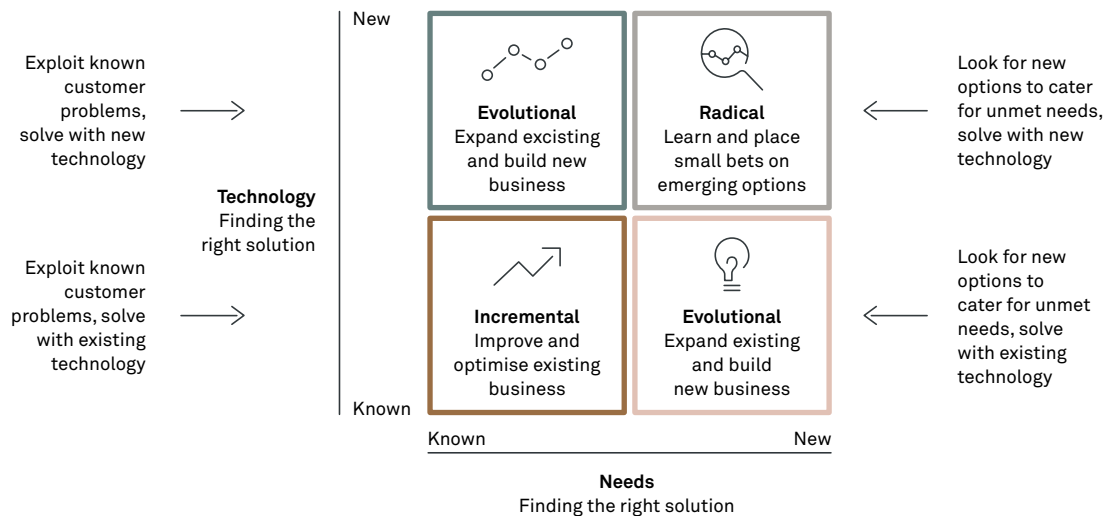 New
Exploit known
customer
problems,
solve with new
technology
Evolutional
Expand excisting
and build new
business
Radical
Learn and place
small bets on
emerging options
Look for new
options to cater
for unmet needs,
solve with new
technology
Technology
Finding the
right solution
Exploit known
customer
problems, solve
with existing
technology
Incremental
Improve and
optimise existing
business
Evolutional
Expand existing
and build
new business
Look for new
options to
cater for unmet
needs, solve
with existing
technology
Known
Known
New
Needs
Finding the right solution